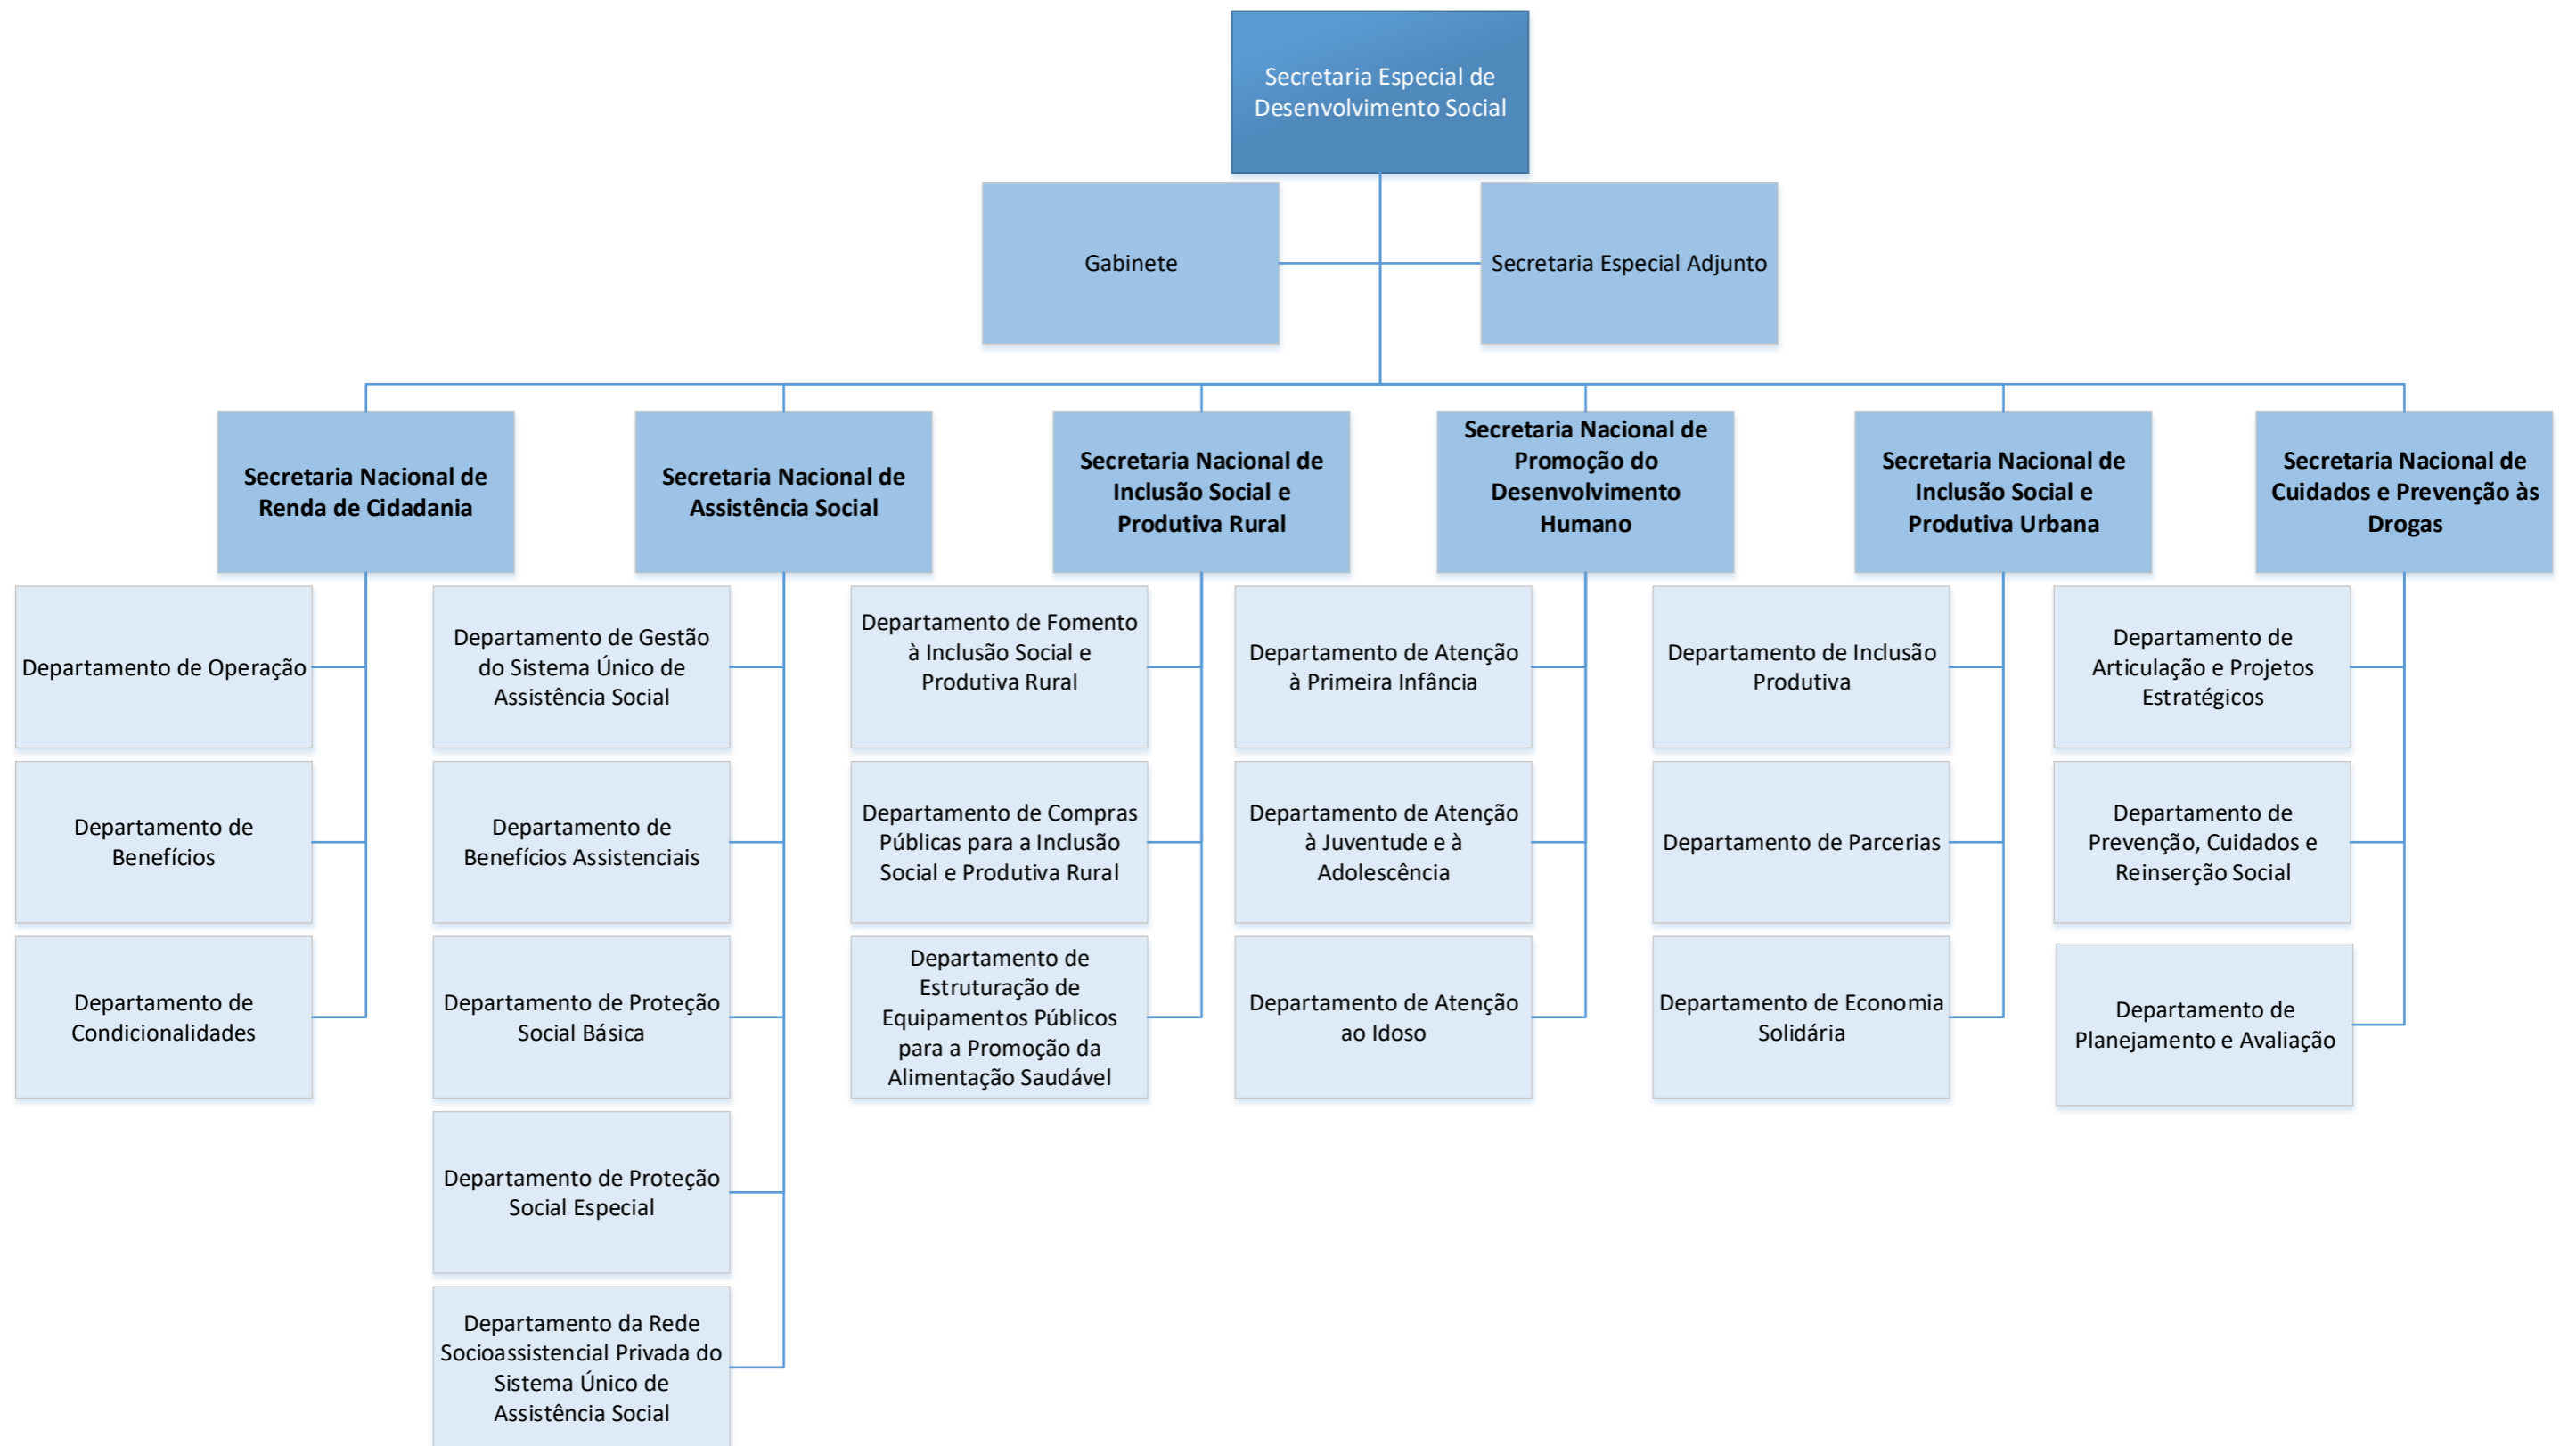 Secretaria Especial de
Desenvolvimento Social
Gabinete
Secretaria Especial Adjunto
Secretaria Nacional de
Renda de Cidadania
Secretaria Nacional de
Assistência Social
Secretaria Nacional de
Inclusão Social e
Produtiva Rural
Secretaria Nacional de
Promoção do
Desenvolvimento
Humano
Secretaria Nacional de
Inclusão Social e
Produtiva Urbana
Secretaria Nacional de
Cuidados e Prevenção às
Drogas
Departamento de Operação
Departamento de
Benefícios
Departamento de
Condicionalidades
Departamento de Gestão
do Sistema Único de
Assistência Social
Departamento de
Benefícios Assistenciais
Departamento de Proteção
Social Básica
Departamento de Proteção
Social Especial
Departamento da Rede
Socioassistencial Privada do
Sistema Único de
Assistência Social
Departamento de Fomento
à Inclusão Social e
Produtiva Rural
Departamento de Compras
Públicas para a Inclusão
Social e Produtiva Rural
Departamento de
Estruturação de
Equipamentos Públicos
para a Promoção da
Alimentação Saudável
Departamento de Atenção
à Primeira Infância
Departamento de Atenção
à Juventude e à
Adolescência
Departamento de Atenção
ao Idoso
Departamento de Inclusão
Produtiva
Departamento de Parcerias
Departamento de Economia
Solidária
Departamento de
Articulação e Projetos
Estratégicos
Departamento de
Prevenção, Cuidados e
Reinserção Social
Departamento de
Planejamento e Avaliação